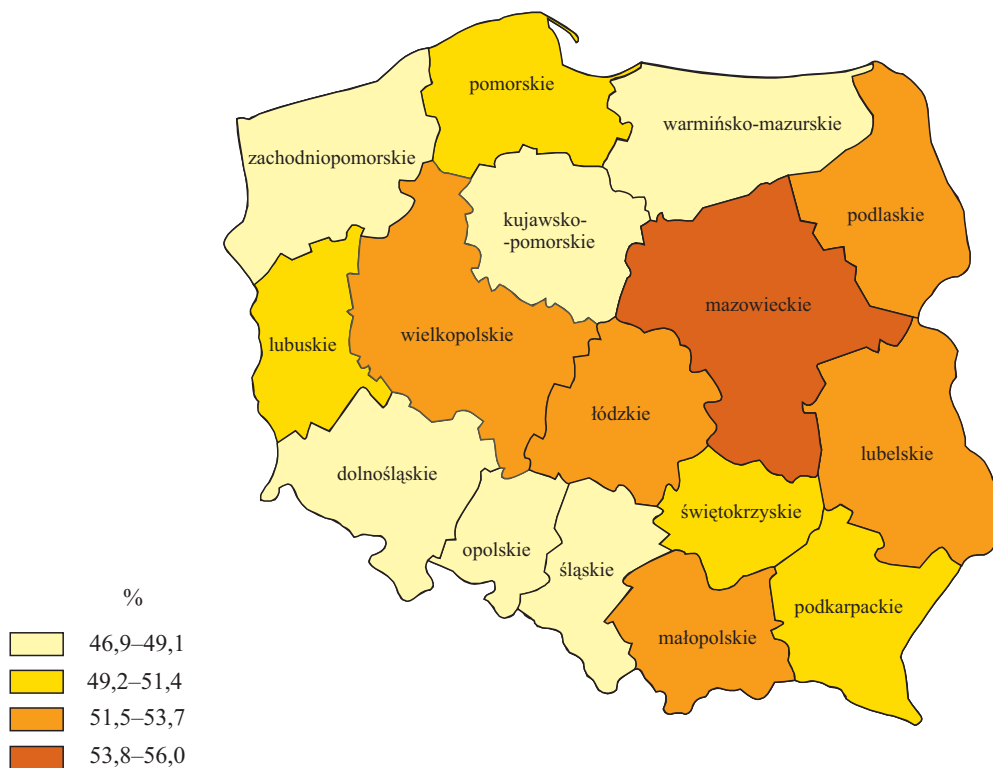 pomorskie
warmińsko-mazurskie
zachodniopomorskie
podlaskie
kujawsko-
-pomorskie
mazowieckie
wielkopolskie
lubuskie
łódzkie
lubelskie
dolnośląskie
świętokrzyskie
opolskie
śląskie
podkarpackie
małopolskie
%
46,9–49,1
49,2–51,4
51,5–53,7
53,8–56,0